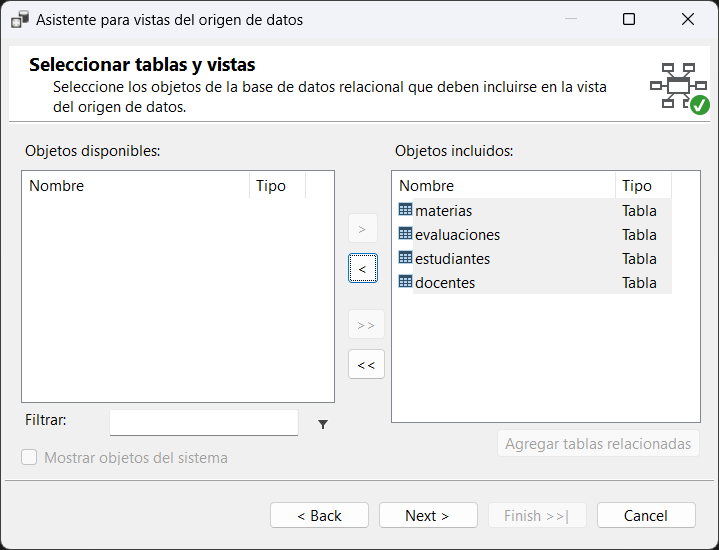 Asistente para vistas del origen de datos
Seleccionar tablas y vistas
Seleccione los objetos de la base de datos relacional que deben incluirse en la vista
del origen de datos.
Objetos disponibles:
Nombre Tipo
>
<
>>
<<
Objetos incluidos:
Nombre Tipo
materias Tabla
evaluaciones Tabla
estudiantes Tabla
docentes Tabla
Filtrar:
Mostrar objetos del sistema
Agregar tablas relacionadas
< Back Next > Finish >>| Cancel